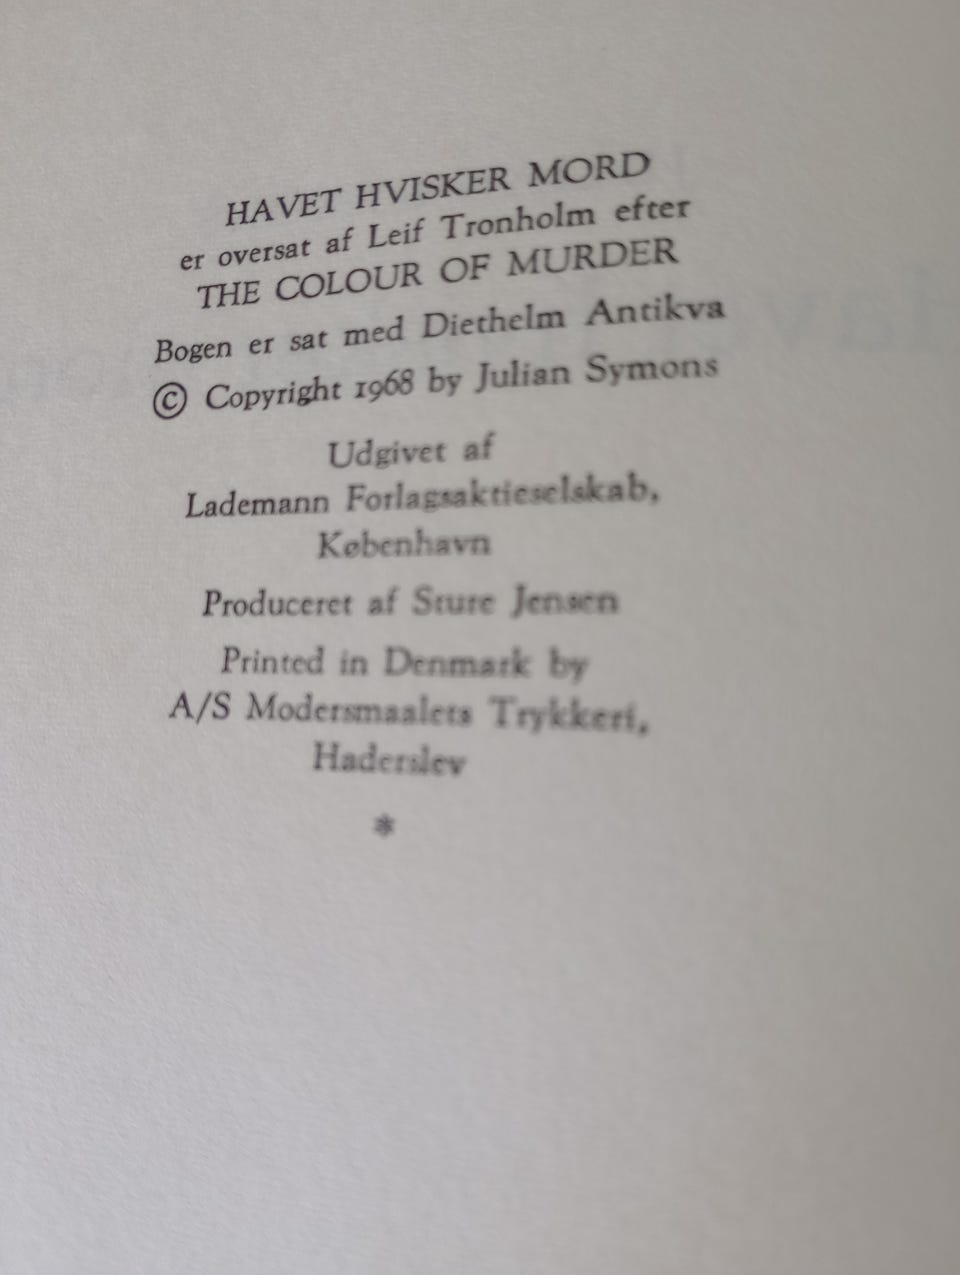 HAVET HVISKER MORD
er oversat af Leif Tronholm efter
THE COLOUR OF MURDER
Bogen er sat med Diethelm Antikva
© Copyright 1968 by Julian Symons
Udgivet af
Lademann Forlagsaktieselskab,
København
Produceret af Sture Jensen
Printed in Denmark by
A/S Modersmaalets Trykkeri,
Haderslev
*